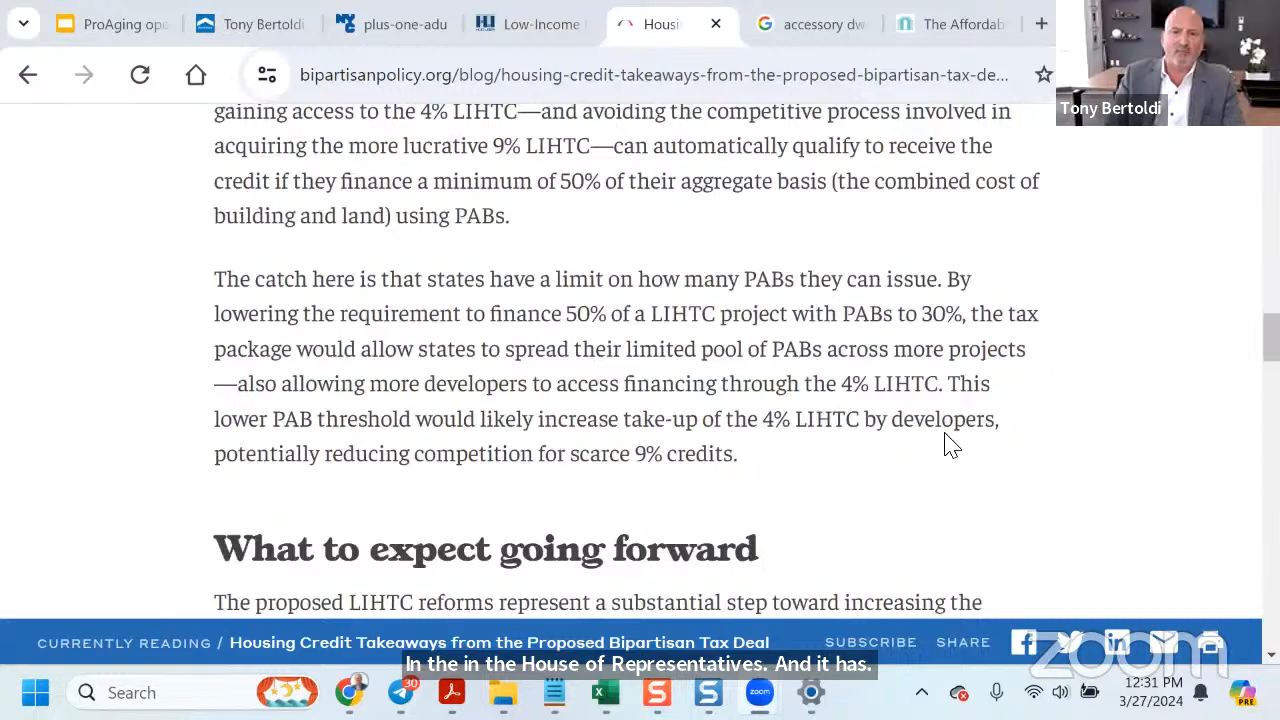 ProAging ope
Tony Bertoldi
plus-one-adu
Low-Income
Housi
accessory dw
The Affordab
bipartisanpolicy.org/blog/housing-credit-takeaways-from-the-proposed-bipartisan-tax-de...
Tony Bertoldi
gaining access to the 4% LIHTC—and avoiding the competitive process involved in
acquiring the more lucrative 9% LIHTC—can automatically qualify to receive the
credit if they finance a minimum of 50% of their aggregate basis (the combined cost of
building and land) using PABs.
The catch here is that states have a limit on how many PABs they can issue. By
lowering the requirement to finance 50% of a LIHTC project with PABs to 30%, the tax
package would allow states to spread their limited pool of PABs across more projects
—also allowing more developers to access financing through the 4% LIHTC. This
lower PAB threshold would likely increase take-up of the 4% LIHTC by developers,
potentially reducing competition for scarce 9% credits.
What to expect going forward
The proposed LIHTC reforms represent a substantial step toward increasing the
CURRENTLY READING / Housing Credit Takeaways from the Proposed Bipartisan Tax Deal SUBSCRIBE SHARE
zoom
In the in the House of Representatives. And it has.
Search
30
zoom
12:31 PM
3/27/2024
PRE